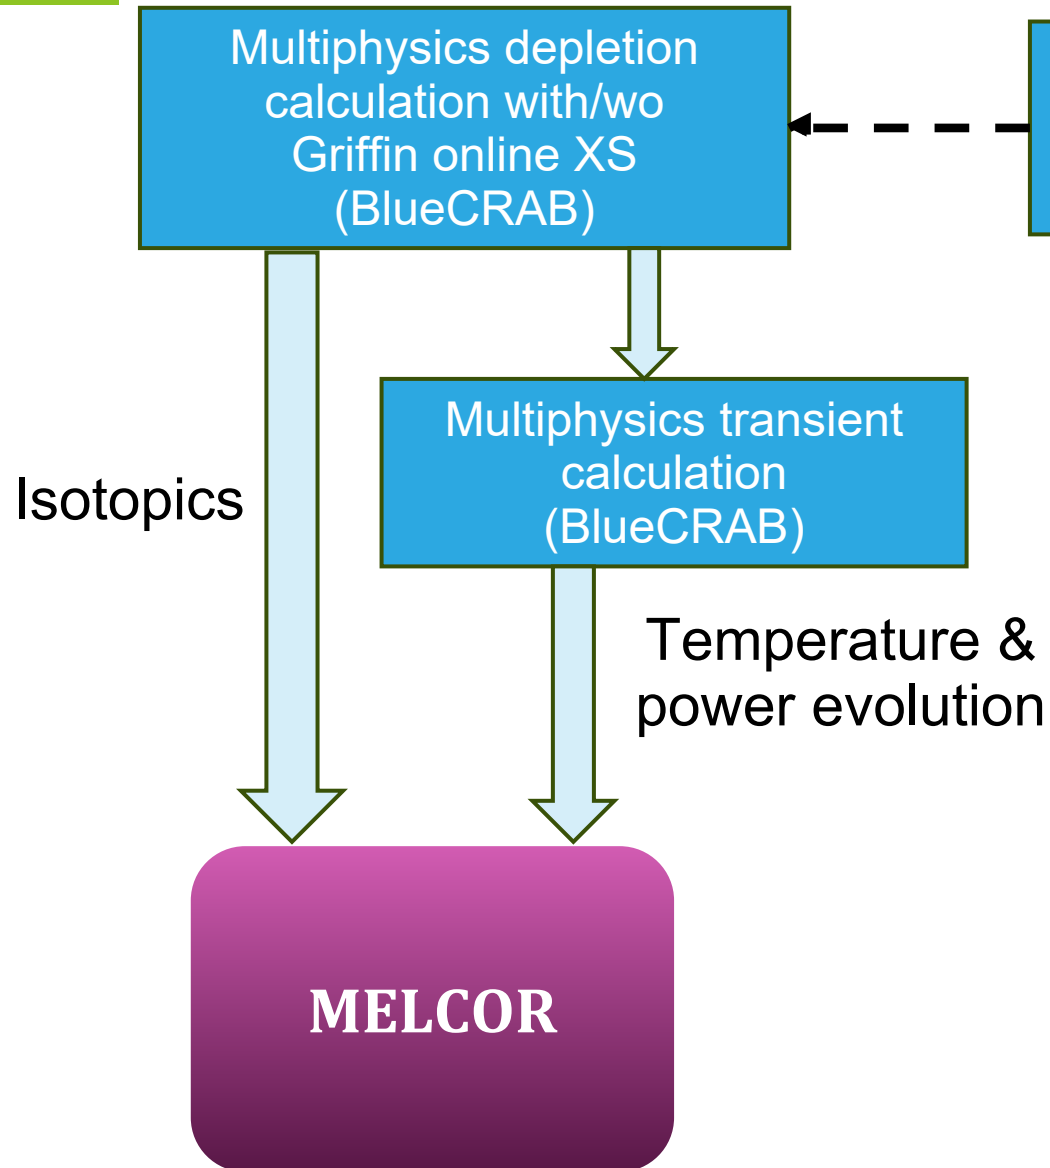 Multiphysics depletion
calculation with/wo
Griffin online XS
(BlueCRAB)
Multiphysics transient
calculation
(BlueCRAB)
Isotopics
Temperature &
power evolution
MELCOR